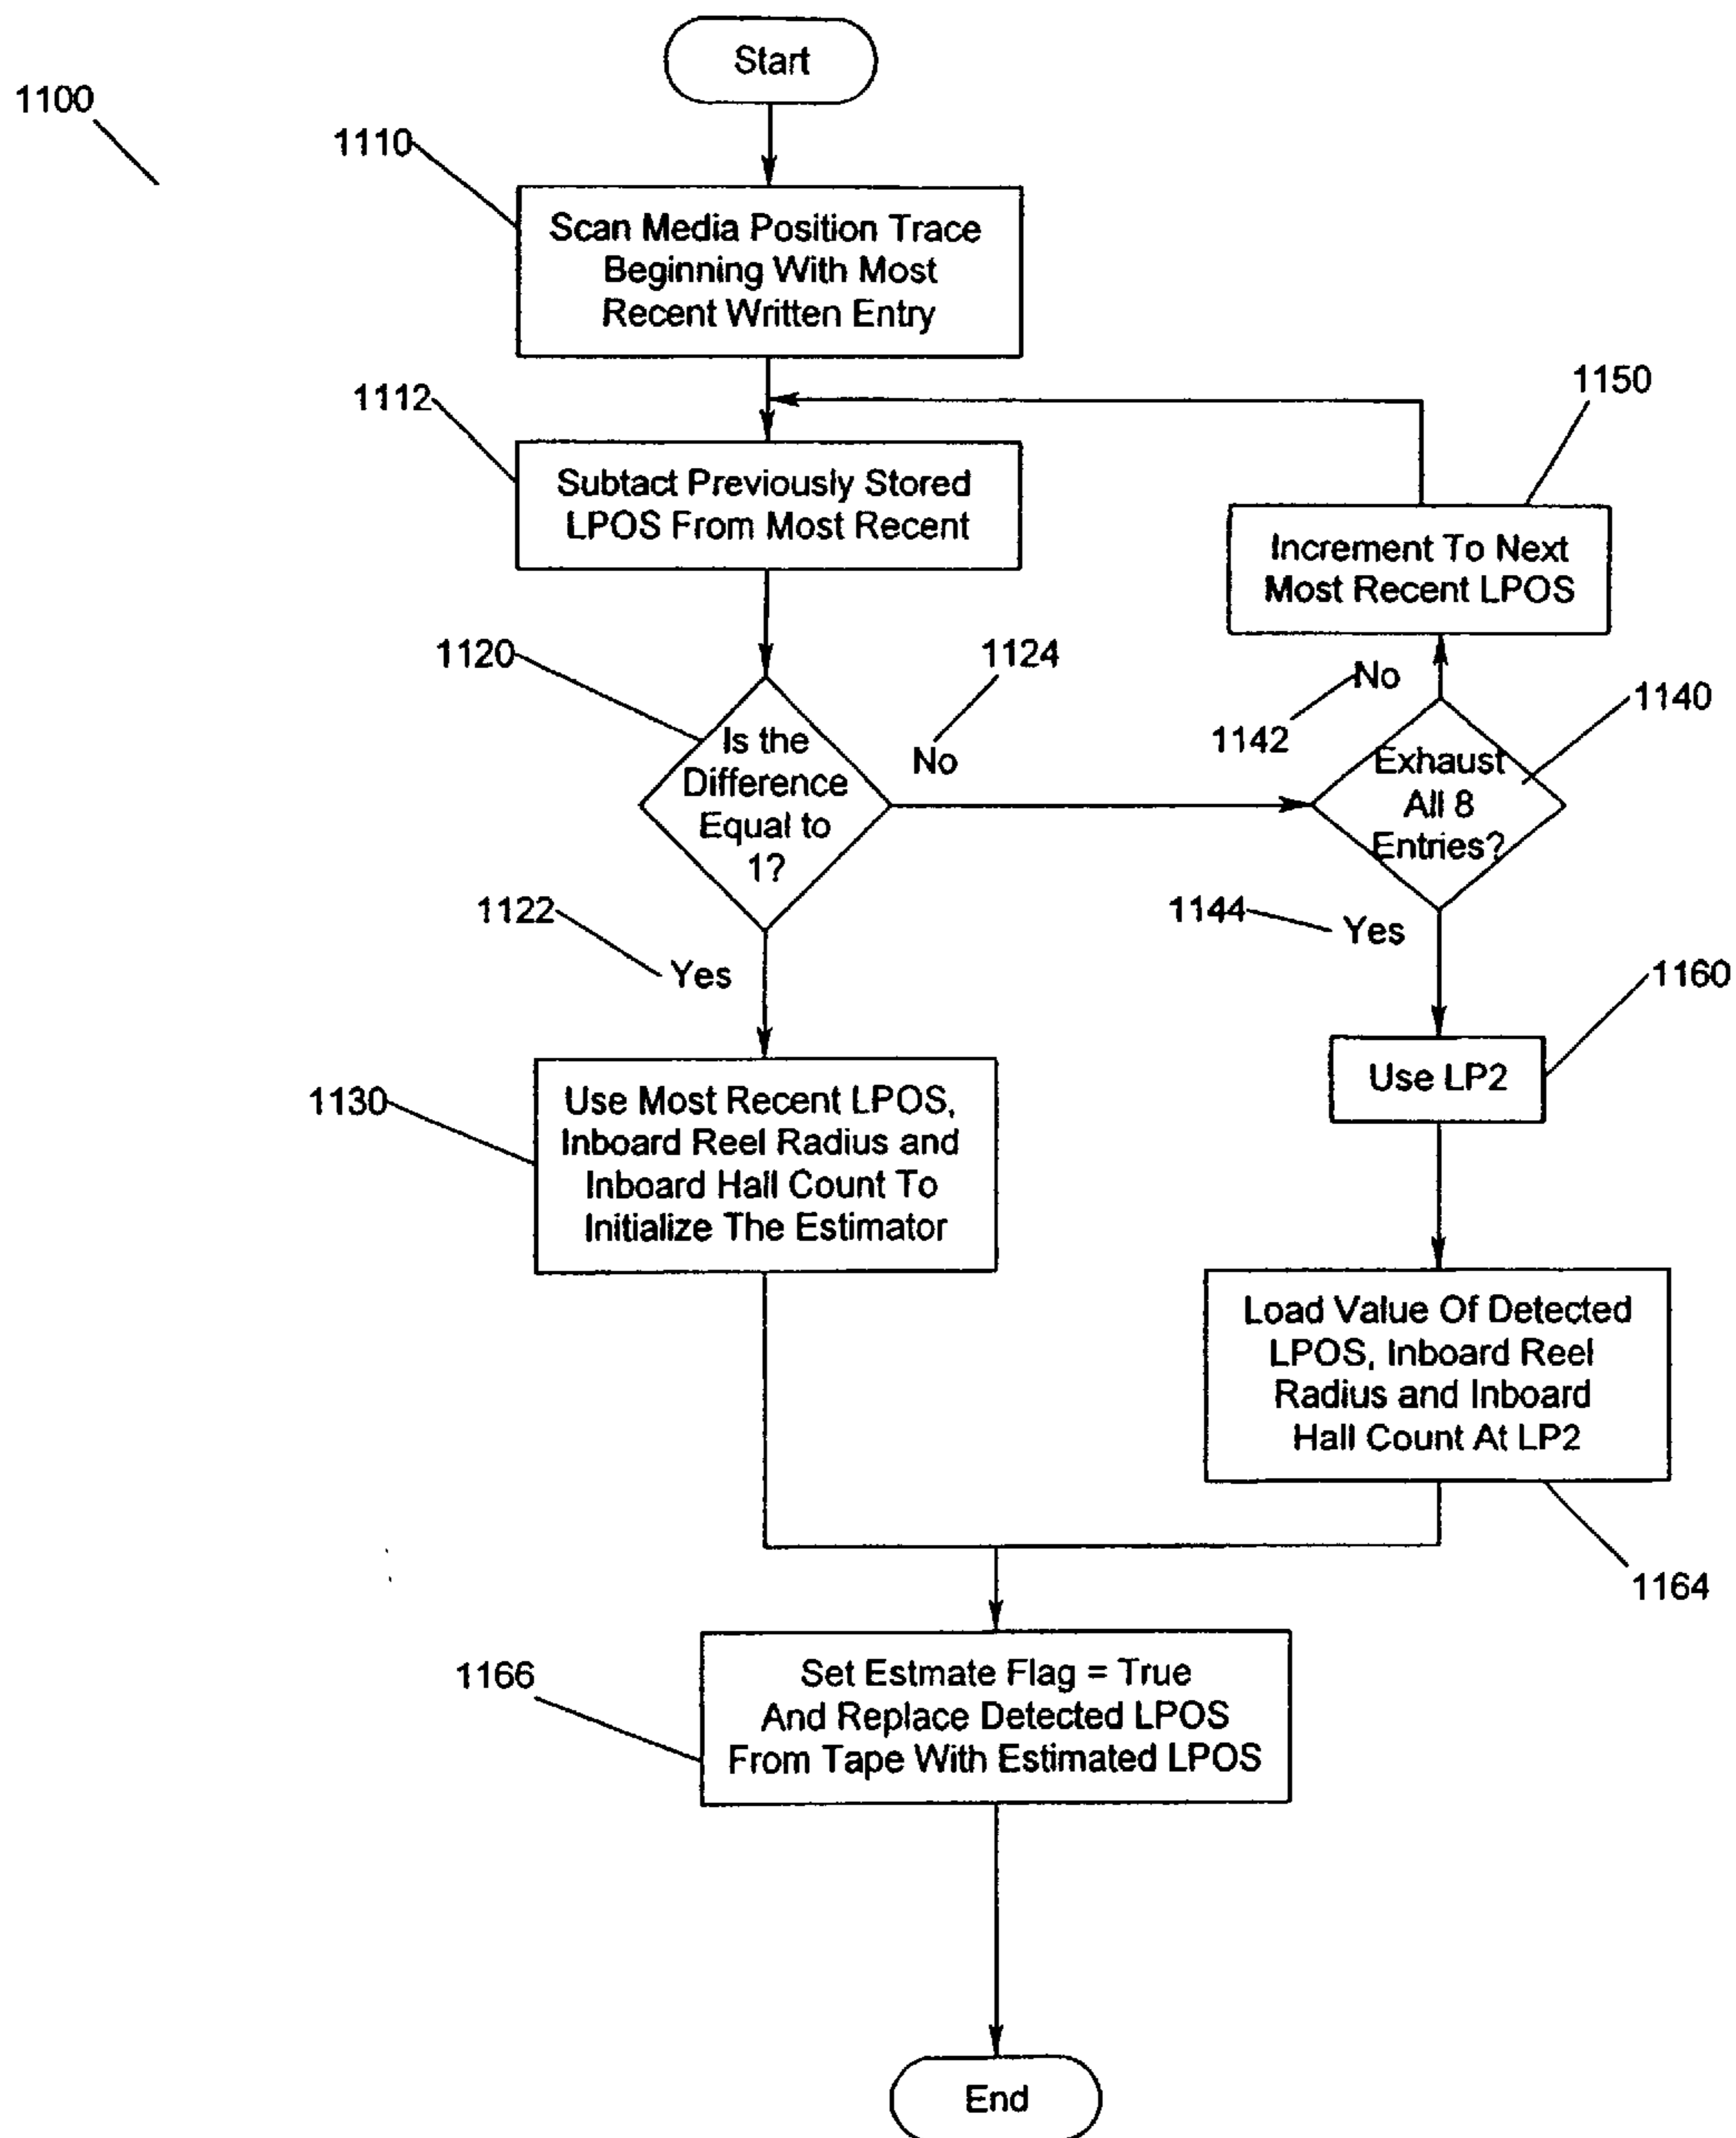 Start
1100
1110
Scan Media Position Trace
Beginning With Most
Recent Written Entry
1112
Subtact Previously Stored
LPOS From Most Recent
1150
Increment To Next
Most Recent LPOS
1120
Is the
Difference
Equal to
1?
1124
No
1142
No
1140
Exhaust
All 8
Entries?
1122
Yes
1144
Yes
1160
Use LP2
1130
Use Most Recent LPOS,
Inboard Reel Radius and
Inboard Hall Count To
Initialize The Estimator
Load Value Of Detected
LPOS, Inboard Reel
Radius and Inboard
Hall Count At LP2
1164
1166
Set Estmate Flag = True
And Replace Detected LPOS
From Tape With Estimated LPOS
End